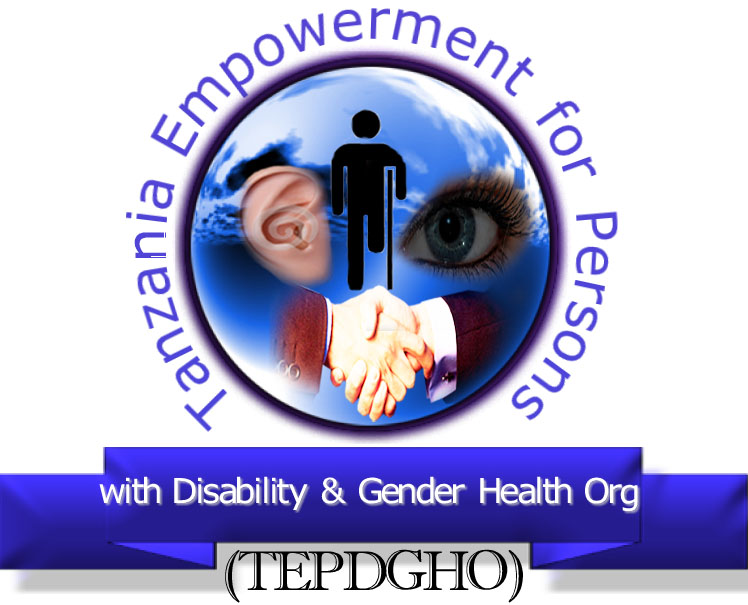 Tanzania Empowerment for Persons
with Disability & Gender Health Org
(TEPDGHO)